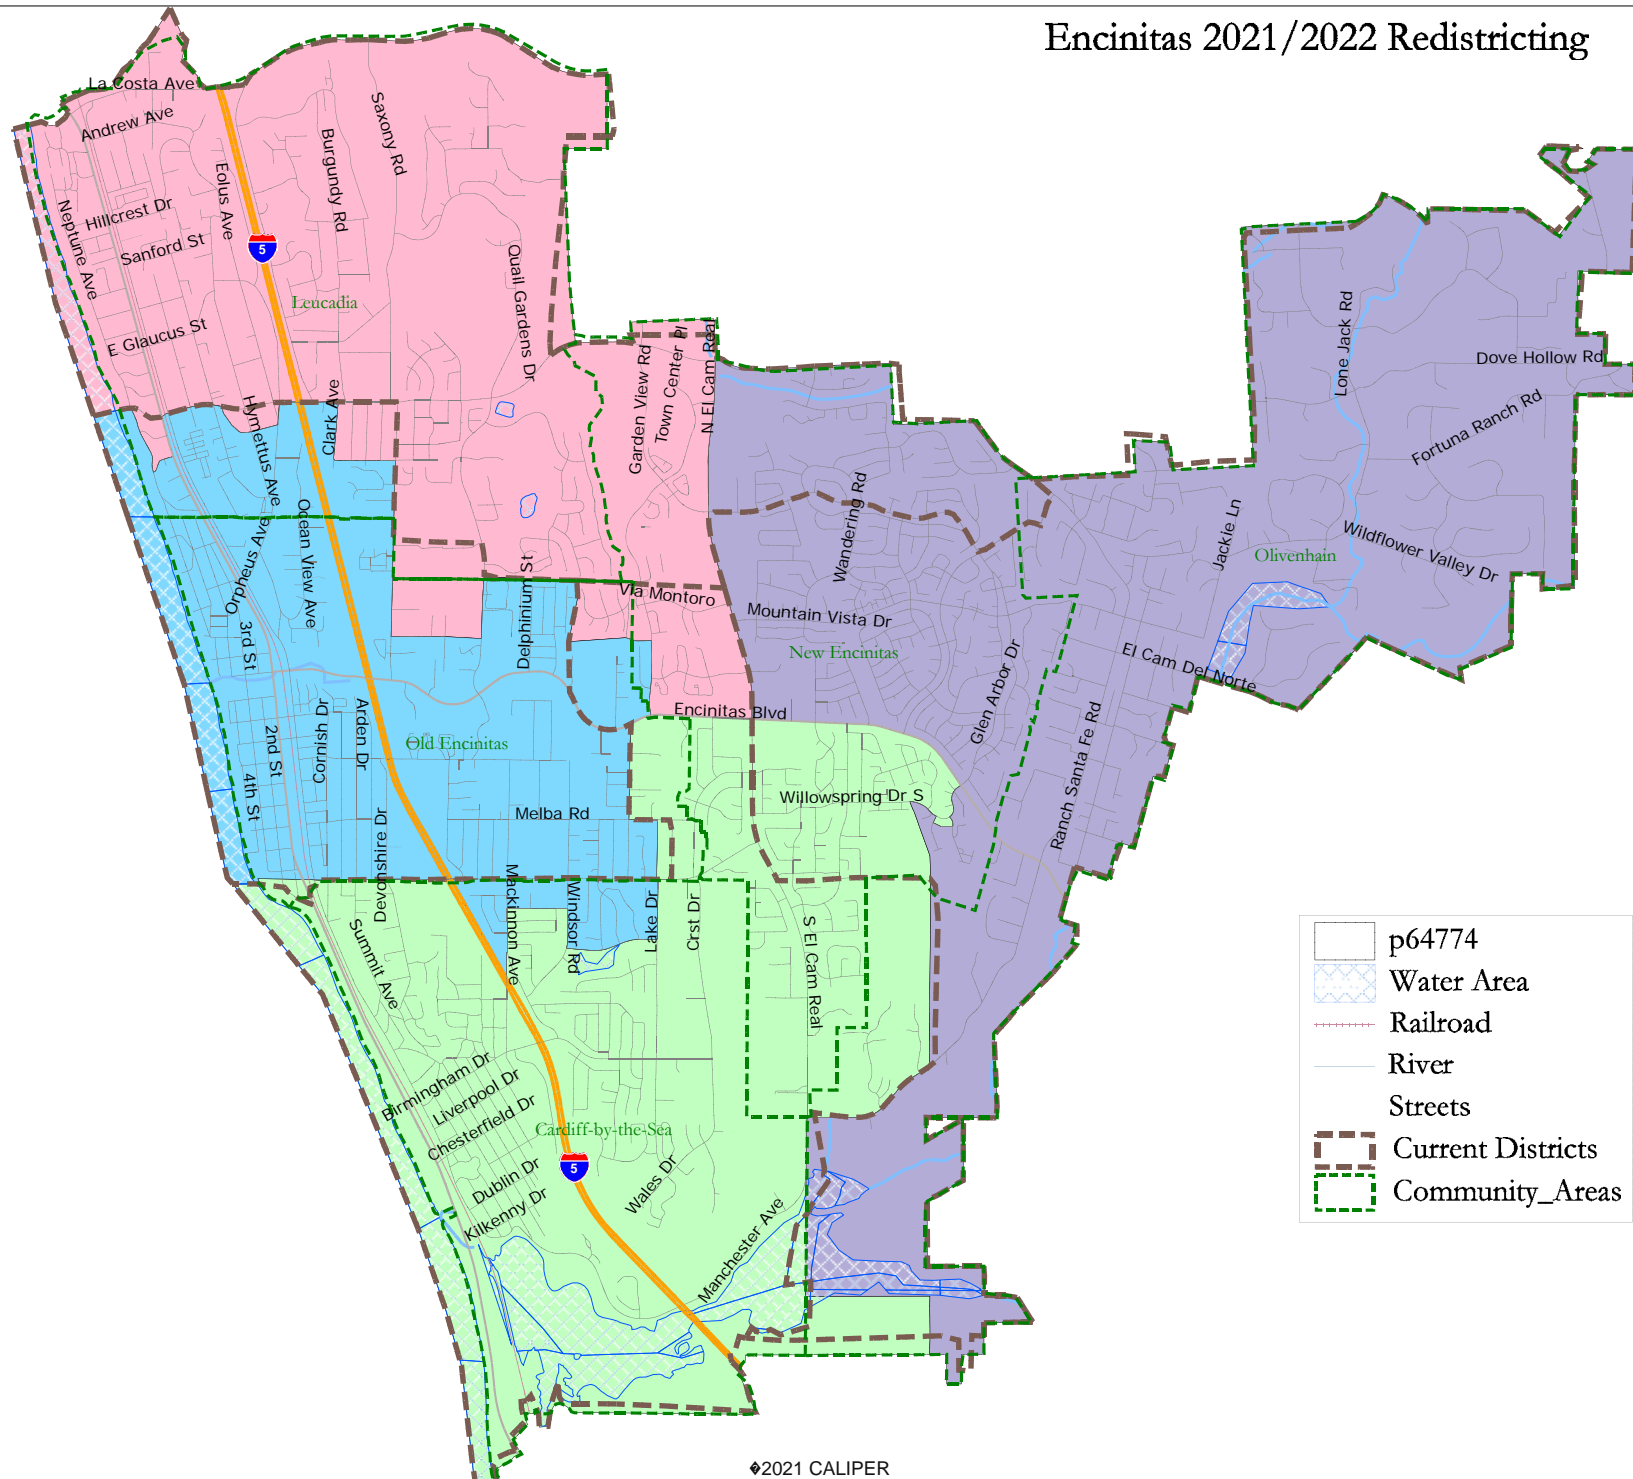 Encinitas 2021/2022 Redistricting
La Costa Ave
Andrew Ave
Saxony Rd
Burgundy Rd
Eolus Ave
Neptune Ave
Hillcrest Dr
Sanford St
5
Quail Gardens Dr
Leucadia
E Glaucus St
Garden View Rd
Town Center Pl
N El Cam Real
Lone Jack Rd
Dove Hollow Rd
Fortuna Ranch Rd
Hymettus Ave
Clark Ave
Wandering Rd
Jackie Ln
Wildflower Valley Dr
Olivenhain
Orpheus Ave
Ocean View Ave
Delphinium St
Via Montoro
Mountain Vista Dr
New Encinitas
3rd St
El Cam Del Norte
Glen Arbor Dr
Encinitas Blvd
Ranch Santa Fe Rd
2nd St
Cornish Dr
Arden Dr
Old Encinitas
4th St
Melba Rd
Willowspring Dr S
Devonshire Dr
Mackinnon Ave
Windsor Rd
Lake Dr
Crst Dr
S El Cam Real
Summit Ave
Birmingham Dr
Liverpool Dr
Chesterfield Dr
Cardiff-by-the-Sea
5
Dublin Dr
Kilkenny Dr
Wales Dr
Manchester Ave
p64774
Water Area
Railroad
River
Streets
Current Districts
Community_Areas
�2021 CALIPER